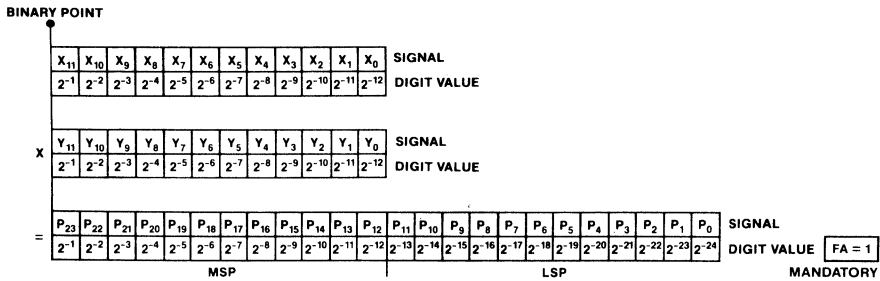 BINARY POINT
X₁₁ X₁₀ X₉ X₈ X₇ X₆ X₅ X₄ X₃ X₂ X₁ X₀ SIGNAL
2⁻¹ 2⁻² 2⁻³ 2⁻⁴ 2⁻⁵ 2⁻⁶ 2⁻⁷ 2⁻⁸ 2⁻⁹ 2⁻¹⁰ 2⁻¹¹ 2⁻¹² DIGIT VALUE
X Y₁₁ Y₁₀ Y₉ Y₈ Y₇ Y₆ Y₅ Y₄ Y₃ Y₂ Y₁ Y₀ SIGNAL
2⁻¹ 2⁻² 2⁻³ 2⁻⁴ 2⁻⁵ 2⁻⁶ 2⁻⁷ 2⁻⁸ 2⁻⁹ 2⁻¹⁰ 2⁻¹¹ 2⁻¹² DIGIT VALUE
= P₂₃ P₂₂ P₂₁ P₂₀ P₁₉ P₁₈ P₁₇ P₁₆ P₁₅ P₁₄ P₁₃ P₁₂ P₁₁ P₁₀ P₉ P₈ P₇ P₆ P₅ P₄ P₃ P₂ P₁ P₀ SIGNAL
2⁻¹ 2⁻² 2⁻³ 2⁻⁴ 2⁻⁵ 2⁻⁶ 2⁻⁷ 2⁻⁸ 2⁻⁹ 2⁻¹⁰ 2⁻¹¹ 2⁻¹² 2⁻¹³ 2⁻¹⁴ 2⁻¹⁵ 2⁻¹⁶ 2⁻¹⁷ 2⁻¹⁸ 2⁻¹⁹ 2⁻²⁰ 2⁻²¹ 2⁻²² 2⁻²³ 2⁻²⁴ DIGIT VALUE FA = 1
MSP LSP MANDATORY